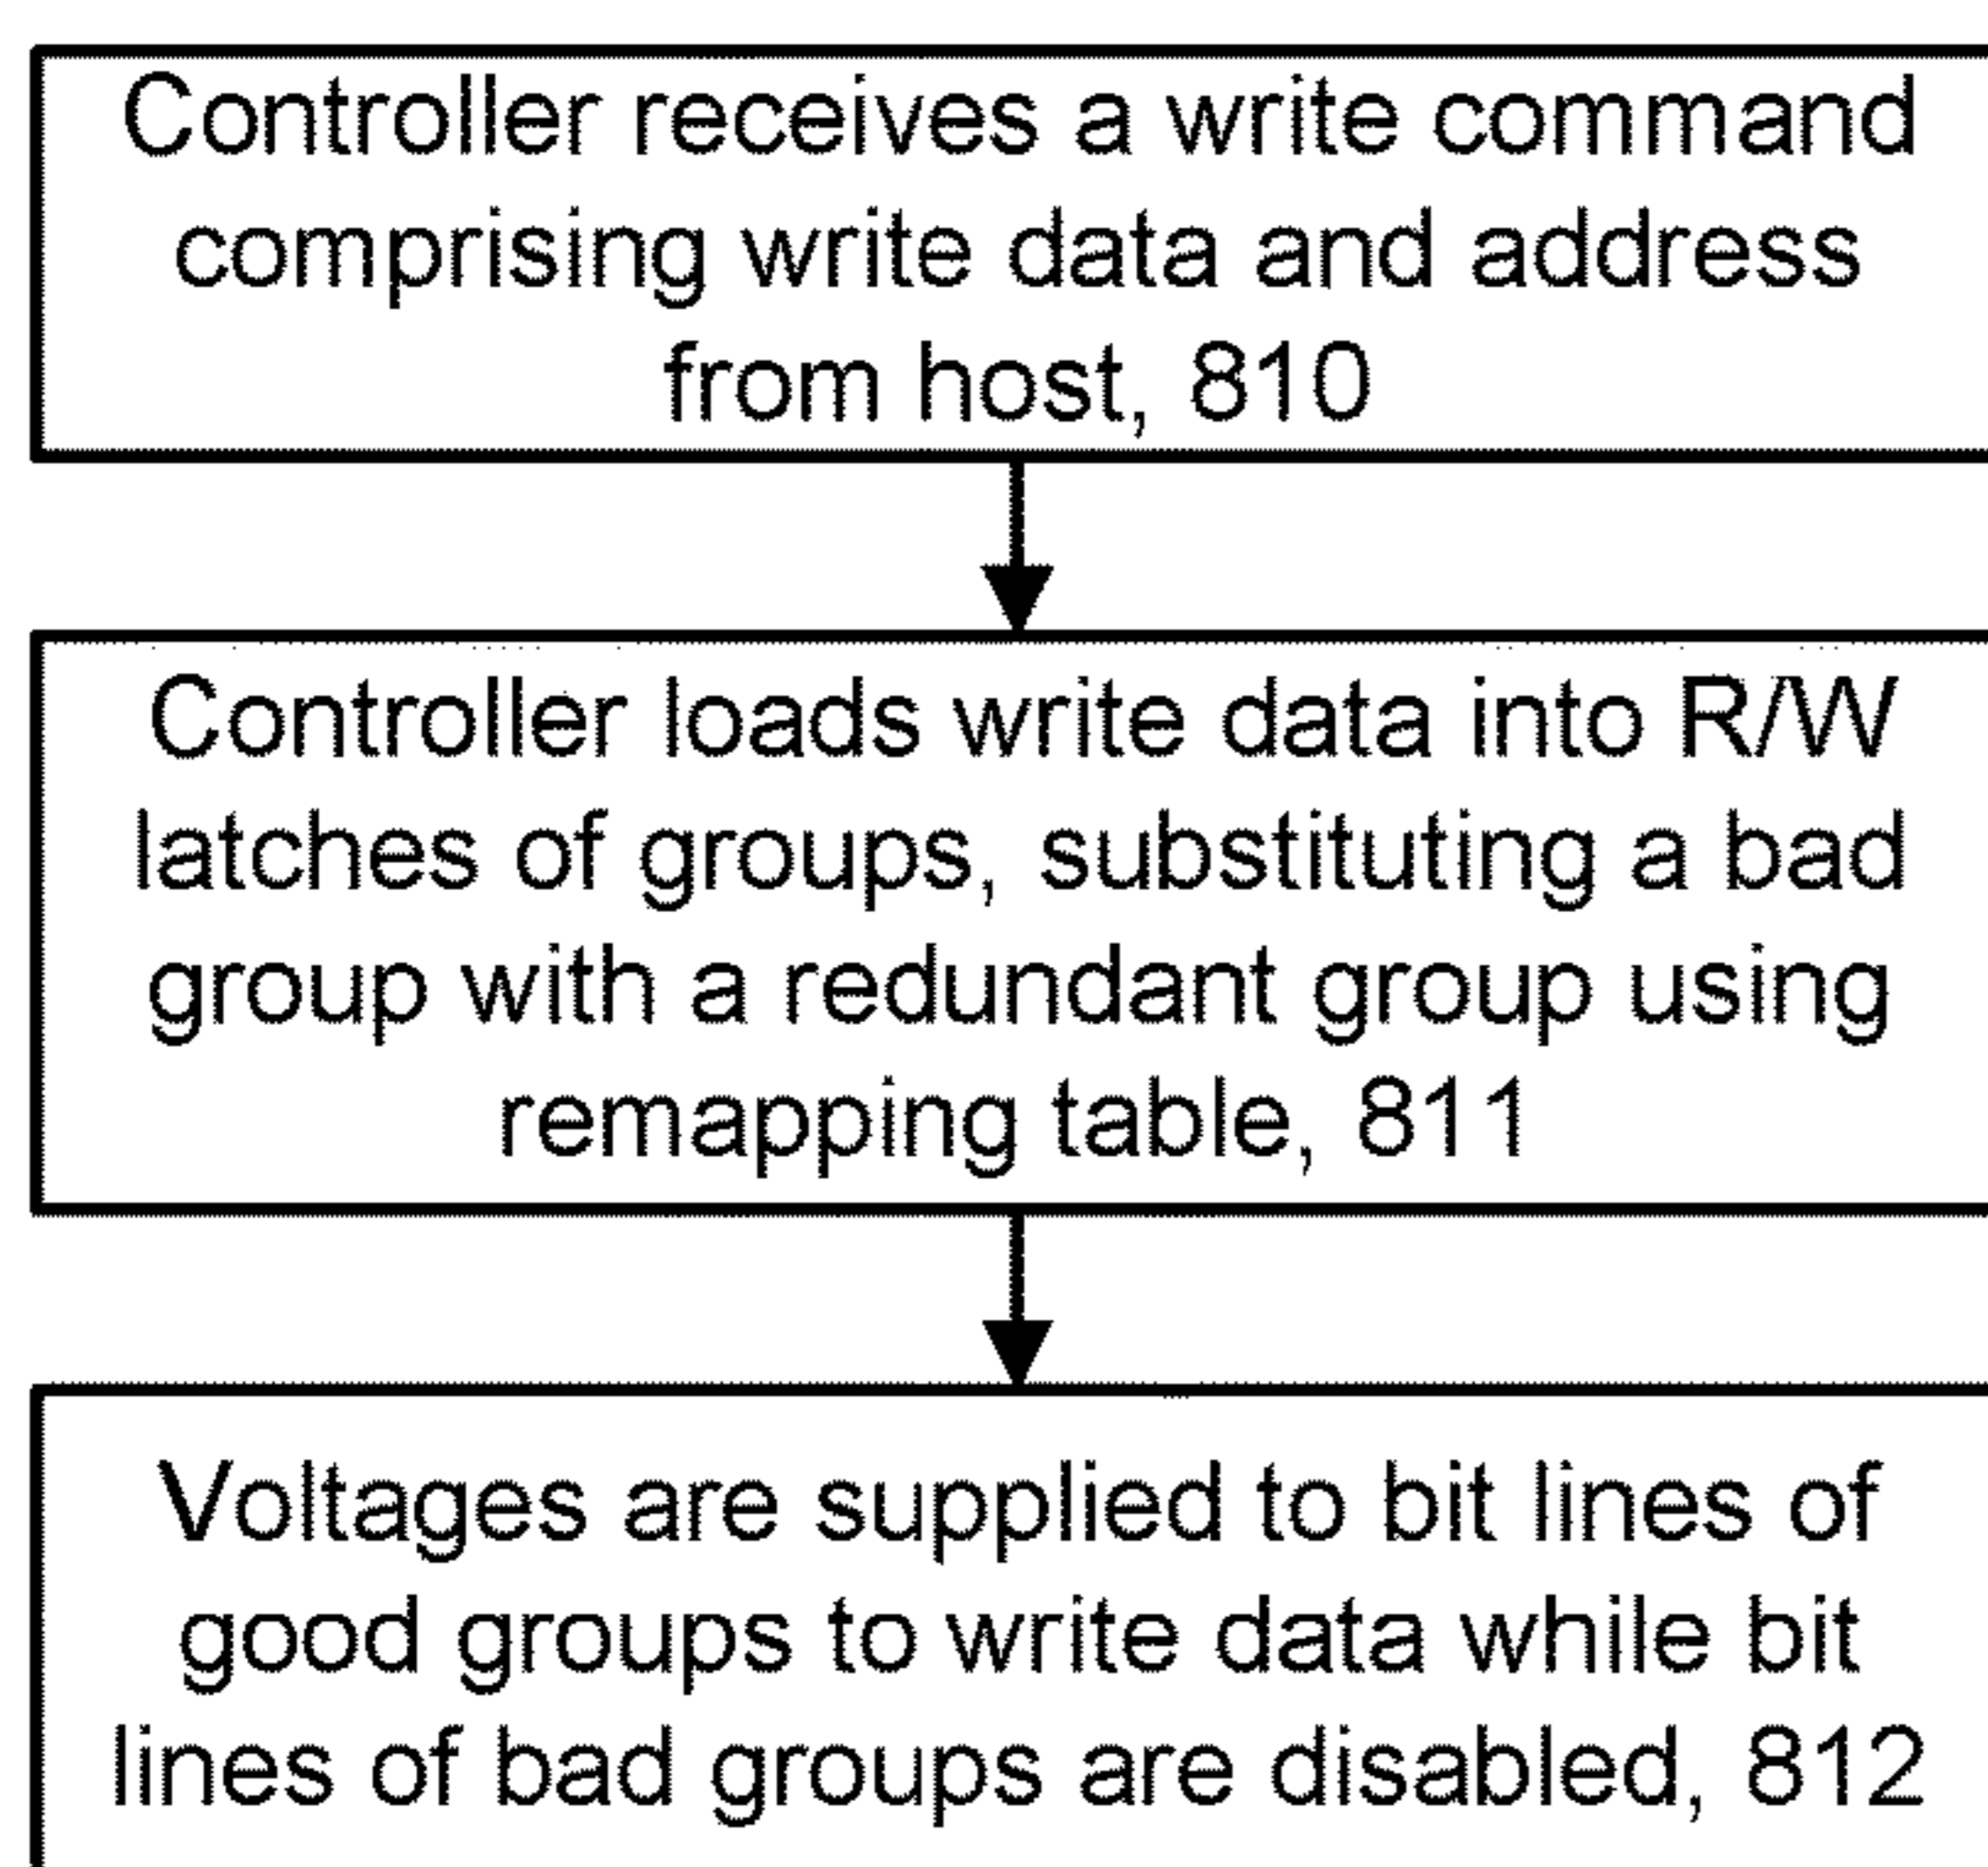 Controller receives a write command
comprising write data and address
from host, 810
Controller loads write data into R/W
latches of groups, substituting a bad
group with a redundant group using
remapping table, 811
Voltages are supplied to bit lines of
good groups to write data while bit
lines of bad groups are disabled, 812